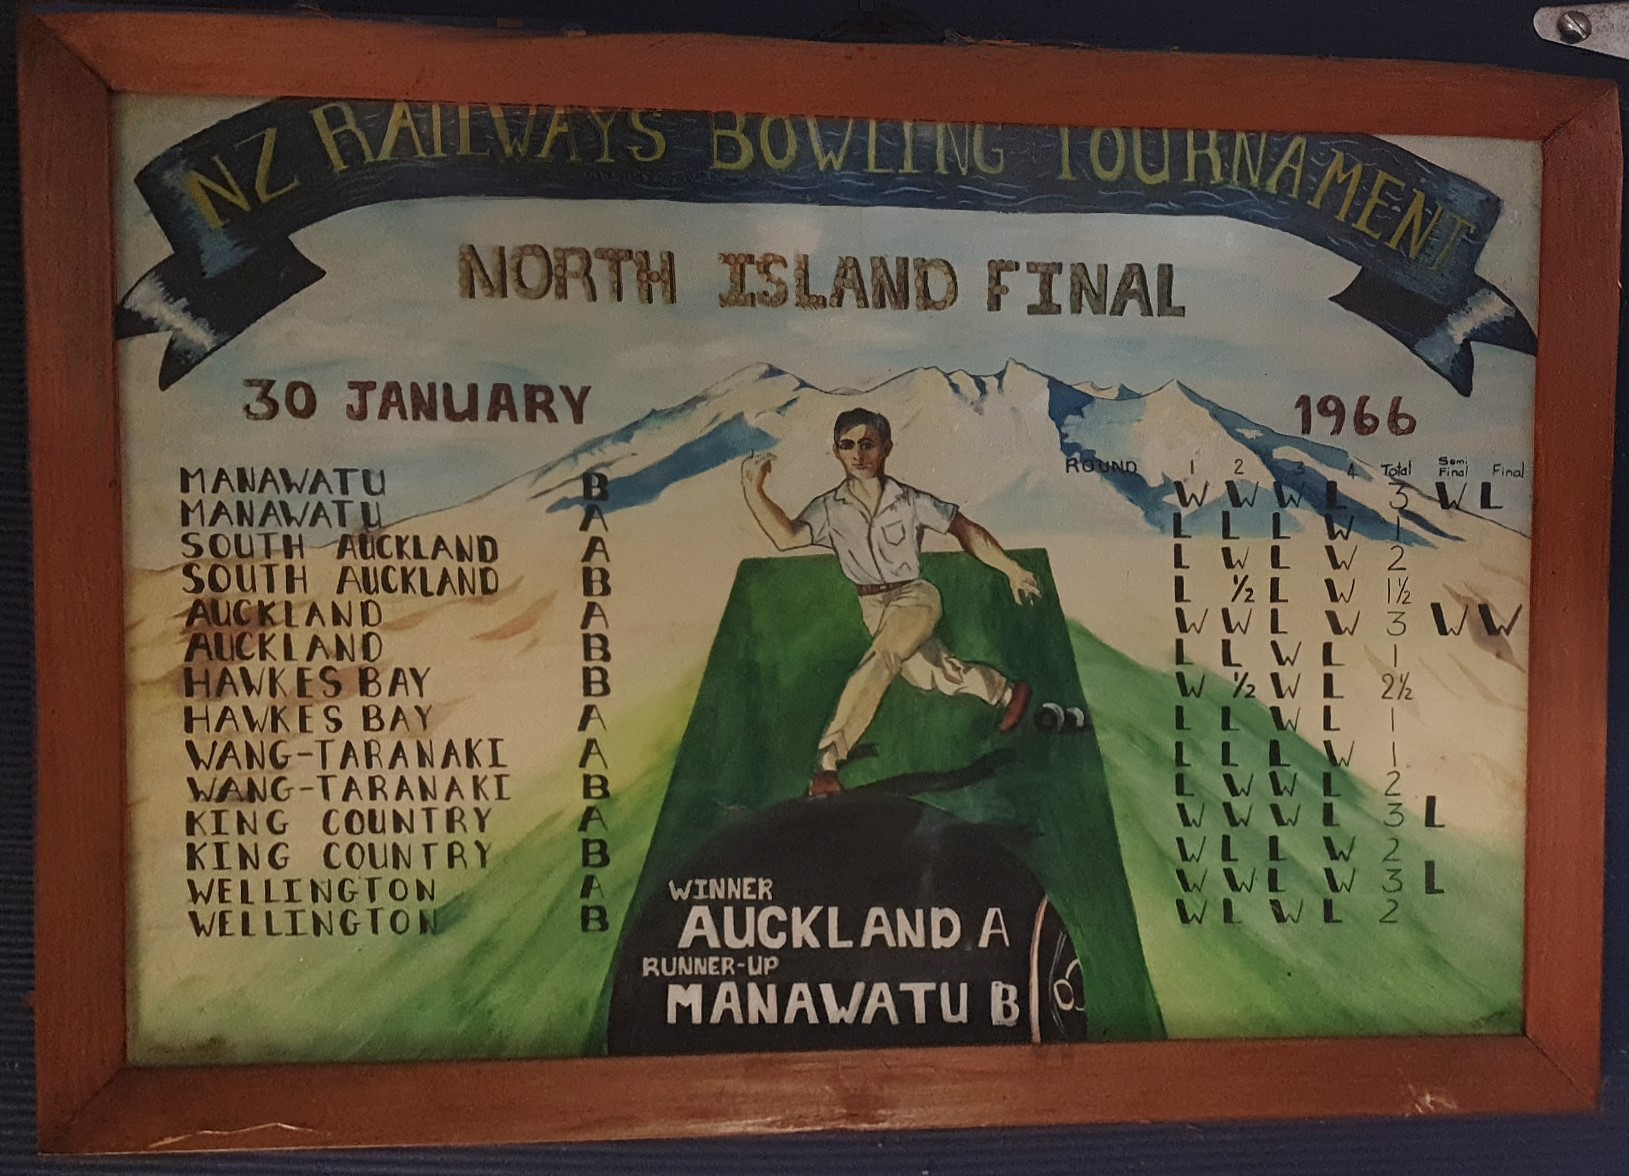 NZ RAILWAYS BOWLING TOURNAMENT
NORTH ISLAND FINAL
30 JANUARY 1966
ROUND 1 2 3 4 Total Semi Final Final
MANAWATU B W W W L 3 W L
MANAWATU A L L L W 1
SOUTH AUCKLAND A L W L W 2
SOUTH AUCKLAND B L ½ L W 1½
AUCKLAND A W W L W 3 W W
AUCKLAND B L L W L 1
HAWKES BAY B W ½ W L 2½
HAWKES BAY A L L W L 1
WANG-TARANAKI A L L L W 1
WANG-TARANAKI B L W W L 2
KING COUNTRY A W W W L 3 L
KING COUNTRY B W L L W 2
WELLINGTON A W W L W 3 L
WELLINGTON B W L W L 2
WINNER
AUCKLAND A
RUNNER-UP
MANAWATU B